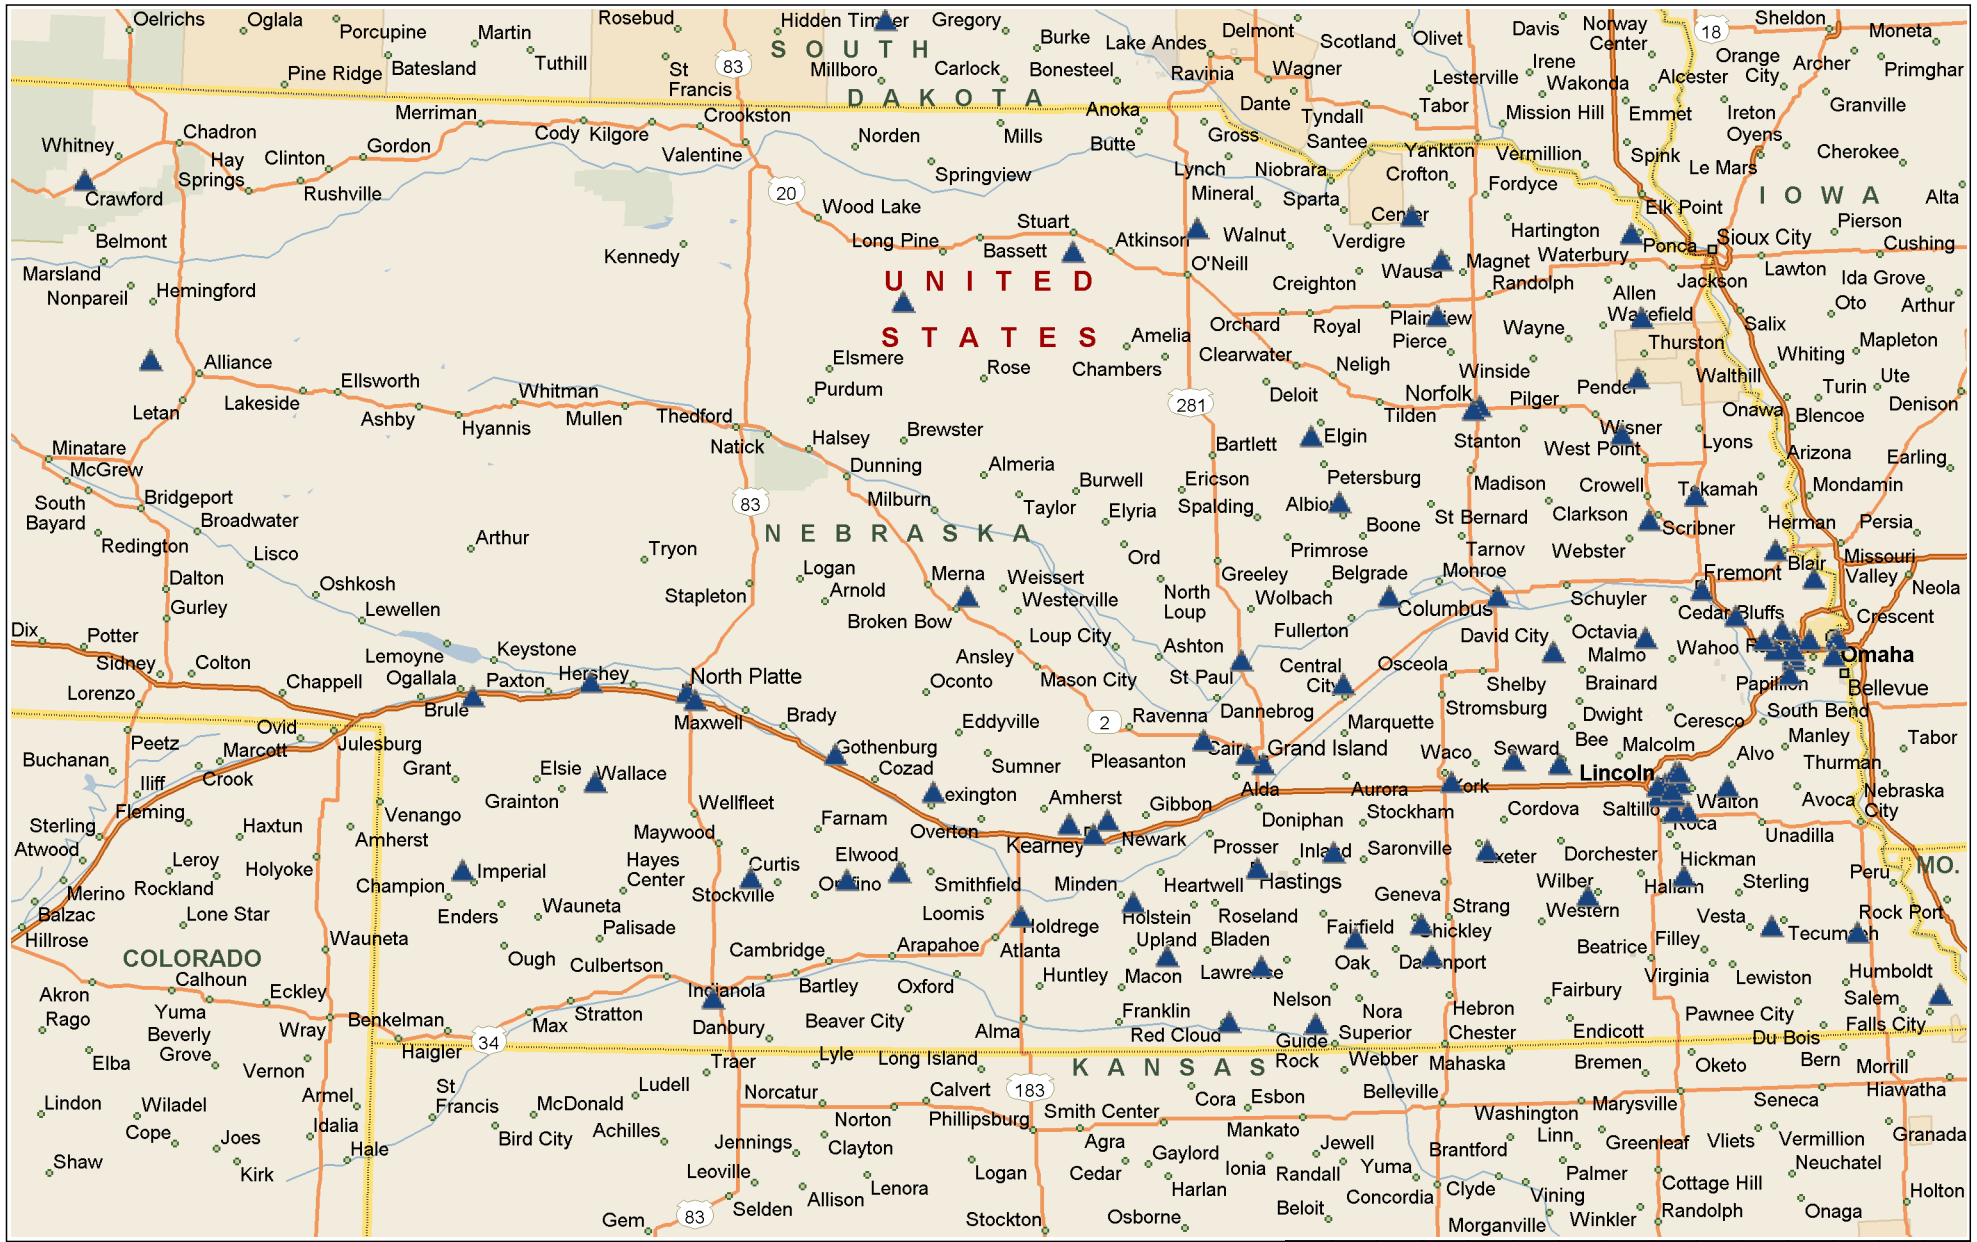 Oelrichs
Oglala
Porcupine
Martin
Rosebud
Hidden Timber
Gregory
Burke
Lake Andes
Delmont
Scotland
Olivet
Davis
Norway
Center
18
Sheldon
Moneta
Pine Ridge
Batesland
Tuthill
St
Francis
83
SOUTH
DAKOTA
Millboro
Carlock
Bonesteel
Ravinia
Wagner
Lesterville
Irene
Wakonda
Alcester
Orange
City
Archer
Primghar
Merriman
Crookston
Anoka
Dante
Tyndall
Tabor
Mission Hill
Emmet
Ireton
Granville
Whitney
Chadron
Hay
Springs
Clinton
Gordon
Cody
Kilgore
Valentine
Norden
Mills
Butte
Gross
Santee
Yankton
Vermillion
Spink
Oyens
Le Mars
Cherokee
Crawford
Rushville
20
Springview
Lynch
Niobrara
Crofton
Fordyce
IOWA
Alta
Belmont
Wood Lake
Stuart
Mineral
Sparta
Center
Elk Point
Pierson
Marsland
Kennedy
Long Pine
Bassett
Atkinson
Walnut
Verdigre
Hartington
Ponca
Sioux City
Cushing
Nonpareil
Hemingford
UNITED
STATES
O'Neill
Creighton
Wausa
Magnet
Waterbury
Randolph
Jackson
Lawton
Ida Grove
Oto
Arthur
Allen
Wakefield
Salix
Amelia
Orchard
Royal
Plainview
Pierce
Wayne
Thurston
Whiting
Mapleton
Alliance
Elsmere
Purdum
Rose
Chambers
Clearwater
Neligh
Winside
Pender
Walthill
Turin
Ute
Denison
Letan
Lakeside
Ellsworth
Ashby
Hyannis
Whitman
Mullen
Thedford
Natick
281
Deloit
Norfolk
Tilden
Pilger
Onawa
Blencoe
Minatare
McGrew
Halsey
Brewster
Bartlett
Elgin
Stanton
Wisner
West Point
Lyons
Arizona
Earling
South
Bayard
Bridgeport
Broadwater
Redington
Dunning
Almeria
Burwell
Milburn
83
Taylor
Elyria
Ericson
Spalding
Petersburg
Albion
Madison
Crowell
Tekamah
Mondamin
Lisco
Arthur
Tryon
NEBRASKA
Ord
Boone
St Bernard
Clarkson
Scribner
Herman
Persia
Dalton
Gurley
Oshkosh
Lewellen
Stapleton
Logan
Arnold
Merna
Weissert
Westerville
Primrose
Tarnov
Webster
Missouri
Valley
Blair
Neola
Greeley
Belgrade
Monroe
Fremont
Dix
Potter
Broken Bow
North
Loup
Wolbach
Columbus
Schuyler
Cedar Bluffs
Crescent
Sidney
Colton
Lemoyne
Ogallala
Keystone
Loup City
Ashton
Fullerton
David City
Octavia
Malmo
Wahoo
Omaha
Lorenzo
Chappell
Brule
Paxton
Hershey
North Platte
Ansley
Oconto
Mason City
St Paul
Central
City
Osceola
Shelby
Brainard
Papillion
Bellevue
Ovid
Maxwell
Brady
Eddyville
2
Ravenna
Dannebrog
Marquette
Stromsburg
Dwight
Bee
Ceresco
South Bend
Peetz
Marcott
Julesburg
Buchanan
Iliff
Crook
Grant
Elsie
Wallace
Gothenburg
Cozad
Sumner
Pleasanton
Cairo
Grand Island
Waco
Seward
Malcolm
Manley
Alvo
Tabor
Fleming
Grainton
Wellfleet
Lexington
Amherst
Gibbon
Alda
Aurora
York
Lincoln
Thurman
Sterling
Haxtun
Venango
Farnam
Overton
Doniphan
Stockham
Cordova
Saltillo
Walton
Avoca
Nebraska
City
Atwood
Amherst
Maywood
Kearney
Newark
Roca
Unadilla
Leroy
Rockland
Holyoke
Imperial
Hayes
Center
Curtis
Elwood
Orafino
Smithfield
Minden
Prosser
Inland
Saronville
Exeter
Dorchester
Hickman
Peru
MO.
Merino
Champion
Stockville
Heartwell
Hastings
Geneva
Wilber
Hallam
Sterling
Balzac
Lone Star
Enders
Wauneta
Loomis
Holdrege
Holstein
Roseland
Strang
Western
Vesta
Rock Port
Hillrose
COLORADO
Wauneta
Palisade
Ough
Culbertson
Cambridge
Arapahoe
Atlanta
Upland
Bladen
Fairfield
Shickley
Beatrice
Filley
Tecumseh
Calhoun
Akron
Rago
Yuma
Eckley
Indianola
Bartley
Oxford
Huntley
Macon
Lawrence
Oak
Davenport
Virginia
Lewiston
Humboldt
Beverly
Grove
Wray
Benkelman
Max
Stratton
Danbury
Beaver City
Alma
Franklin
Red Cloud
Nelson
Nora
Hebron
Fairbury
Pawnee City
Salem
Falls City
Elba
Vernon
Haigler
34
Traer
Lyle
Long Island
KANSAS
Guide
Rock
Superior
Webber
Chester
Mahaska
Endicott
Bremen
Du Bois
Oketo
Bern
Morrill
Lindon
Wiladel
Cope
Armel
Idalia
St
Francis
McDonald
Ludell
Norcatur
Calvert
183
Cora
Esbon
Belleville
Washington
Marysville
Seneca
Hiawatha
Joes
Hale
Bird City
Achilles
Jennings
Norton
Clayton
Phillipsburg
Smith Center
Agra
Mankato
Jewell
Brantford
Linn
Greenleaf
Vliets
Vermillion
Granada
Shaw
Kirk
Leoville
Logan
Cedar
Gaylord
Ionia
Randall
Yuma
Palmer
Neuchatel
Gem
83
Selden
Allison
Lenora
Stockton
Harlan
Osborne
Beloit
Concordia
Clyde
Vining
Morganville
Winkler
Cottage Hill
Randolph
Onaga
Holton